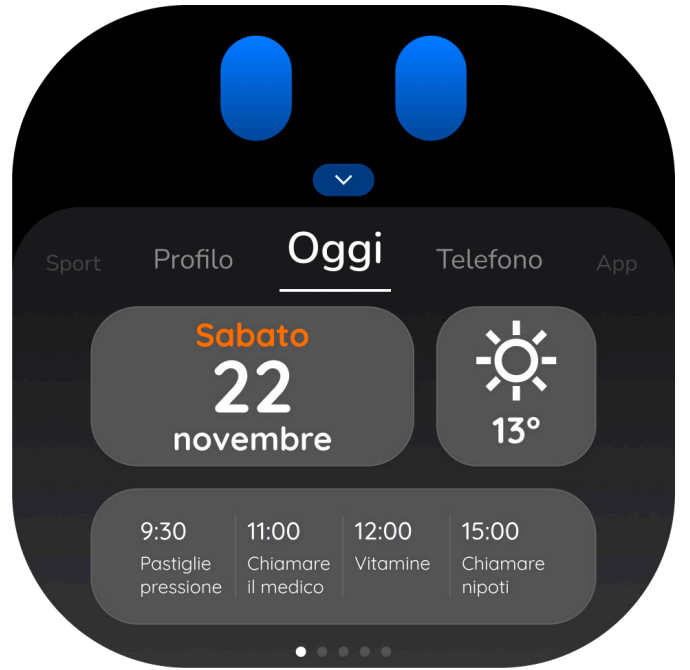 Sport Profilo Oggi Telefono App
Sabato
22
novembre
13°
9:30 11:00 12:00 15:00
Pastiglie Chiamare Vitamine Chiamare
pressione il medico nipoti